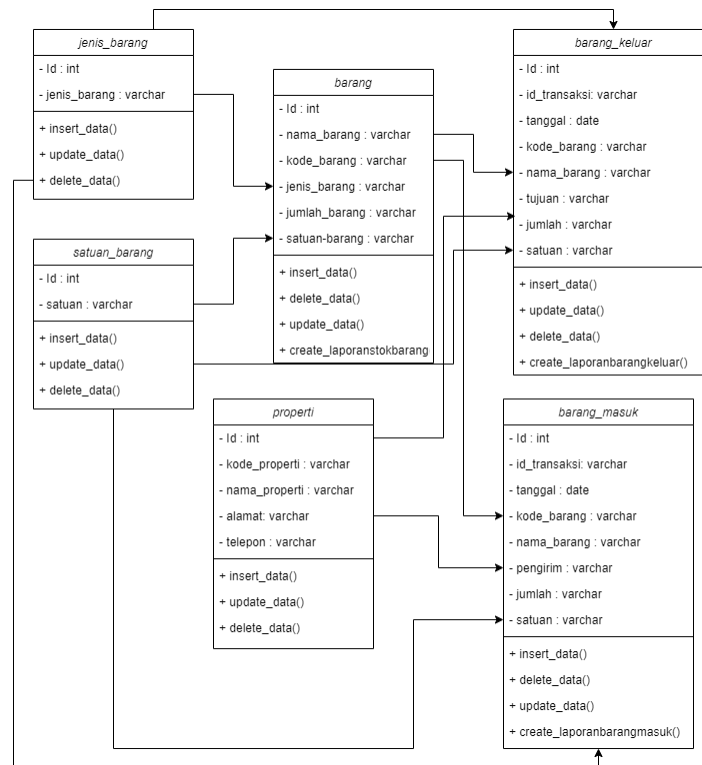 jenis_barang
- Id : int
- jenis_barang : varchar
+ insert_data()
+ update_data()
+ delete_data()
satuan_barang
- Id : int
- satuan : varchar
+ insert_data()
+ update_data()
+ delete_data()
barang
- Id : int
- nama_barang : varchar
- kode_barang : varchar
- jenis_barang : varchar
- jumlah_barang : varchar
- satuan-barang : varchar
+ insert_data()
+ delete_data()
+ update_data()
+ create_laporanstokbarang
barang_keluar
- Id : int
- id_transaksi: varchar
- tanggal : date
- kode_barang : varchar
- nama_barang : varchar
- tujuan : varchar
- jumlah : varchar
- satuan : varchar
+ insert_data()
+ update_data()
+ delete_data()
+ create_laporanbarangkeluar()
properti
- Id : int
- kode_properti : varchar
- nama_properti : varchar
- alamat: varchar
- telepon : varchar
+ insert_data()
+ update_data()
+ delete_data()
barang_masuk
- Id : int
- id_transaksi: varchar
- tanggal : date
- kode_barang : varchar
- nama_barang : varchar
- pengirim : varchar
- jumlah : varchar
- satuan : varchar
+ insert_data()
+ delete_data()
+ update_data()
+ create_laporanbarangmasuk()